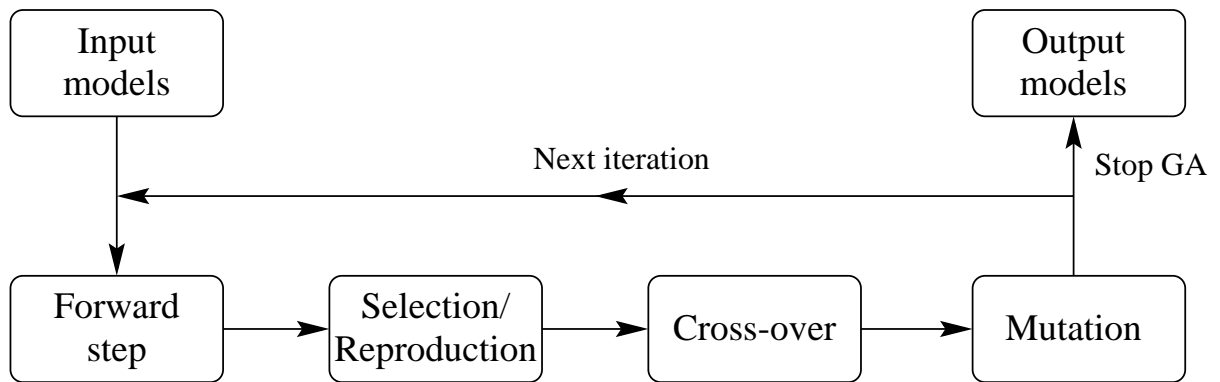 Input
models
Output
models
Next iteration
Stop GA
Forward
step
Selection/
Reproduction
Cross-over
Mutation